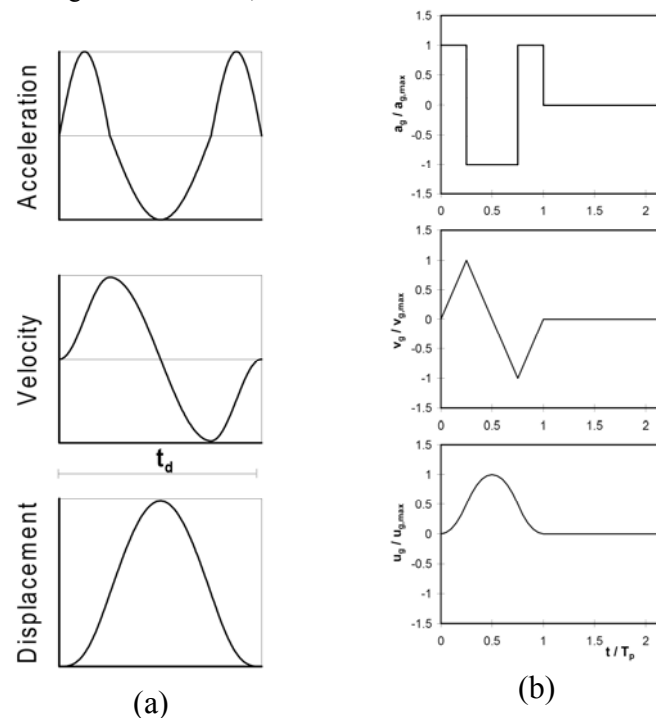 Acceleration
Velocity
t_d
Displacement
(a)
a_g / a_g,max
1.5
1
0.5
0
-0.5
-1
-1.5
0 0.5 1 1.5 2
v_g / v_g,max
1.5
1
0.5
0
-0.5
-1
-1.5
0 0.5 1 1.5 2
u_g / u_g,max
1.5
1
0.5
0
-0.5
-1
-1.5
0 0.5 1 1.5 2
t / T_p
(b)